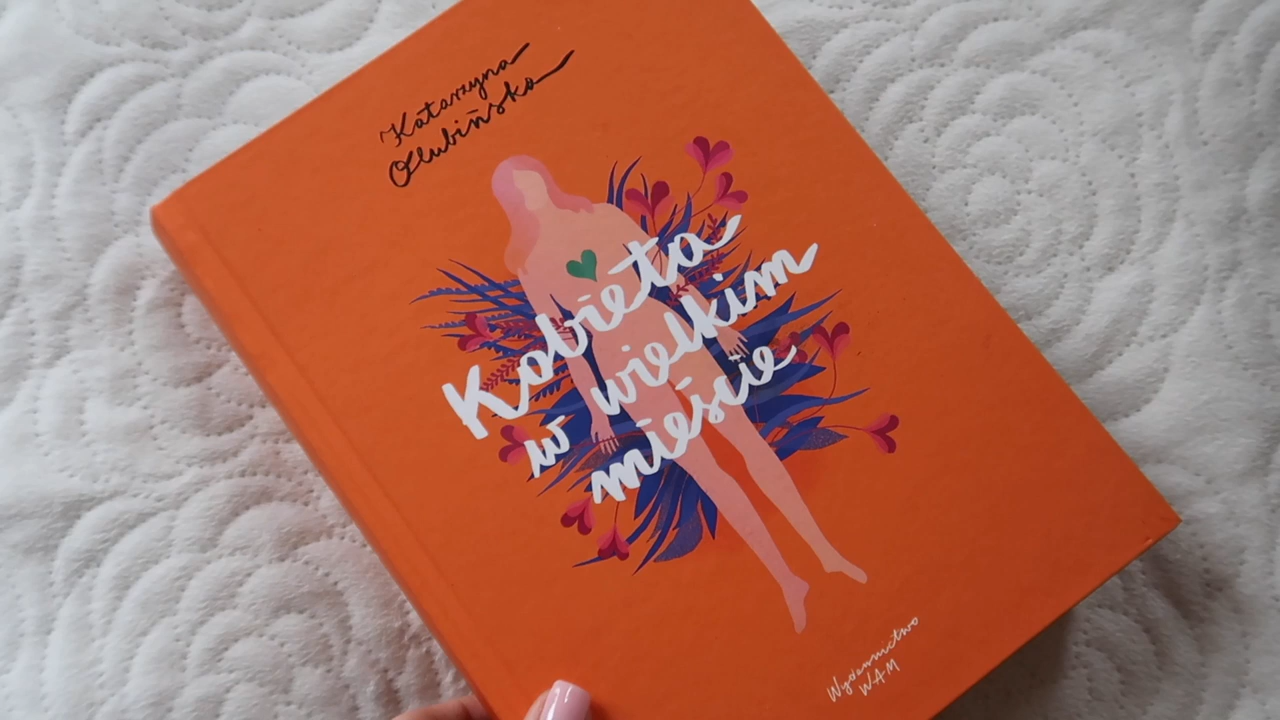 Katarzyna
Olubińska
Kobieta
w wielkim
mieście
Wydawnictwo
WAM